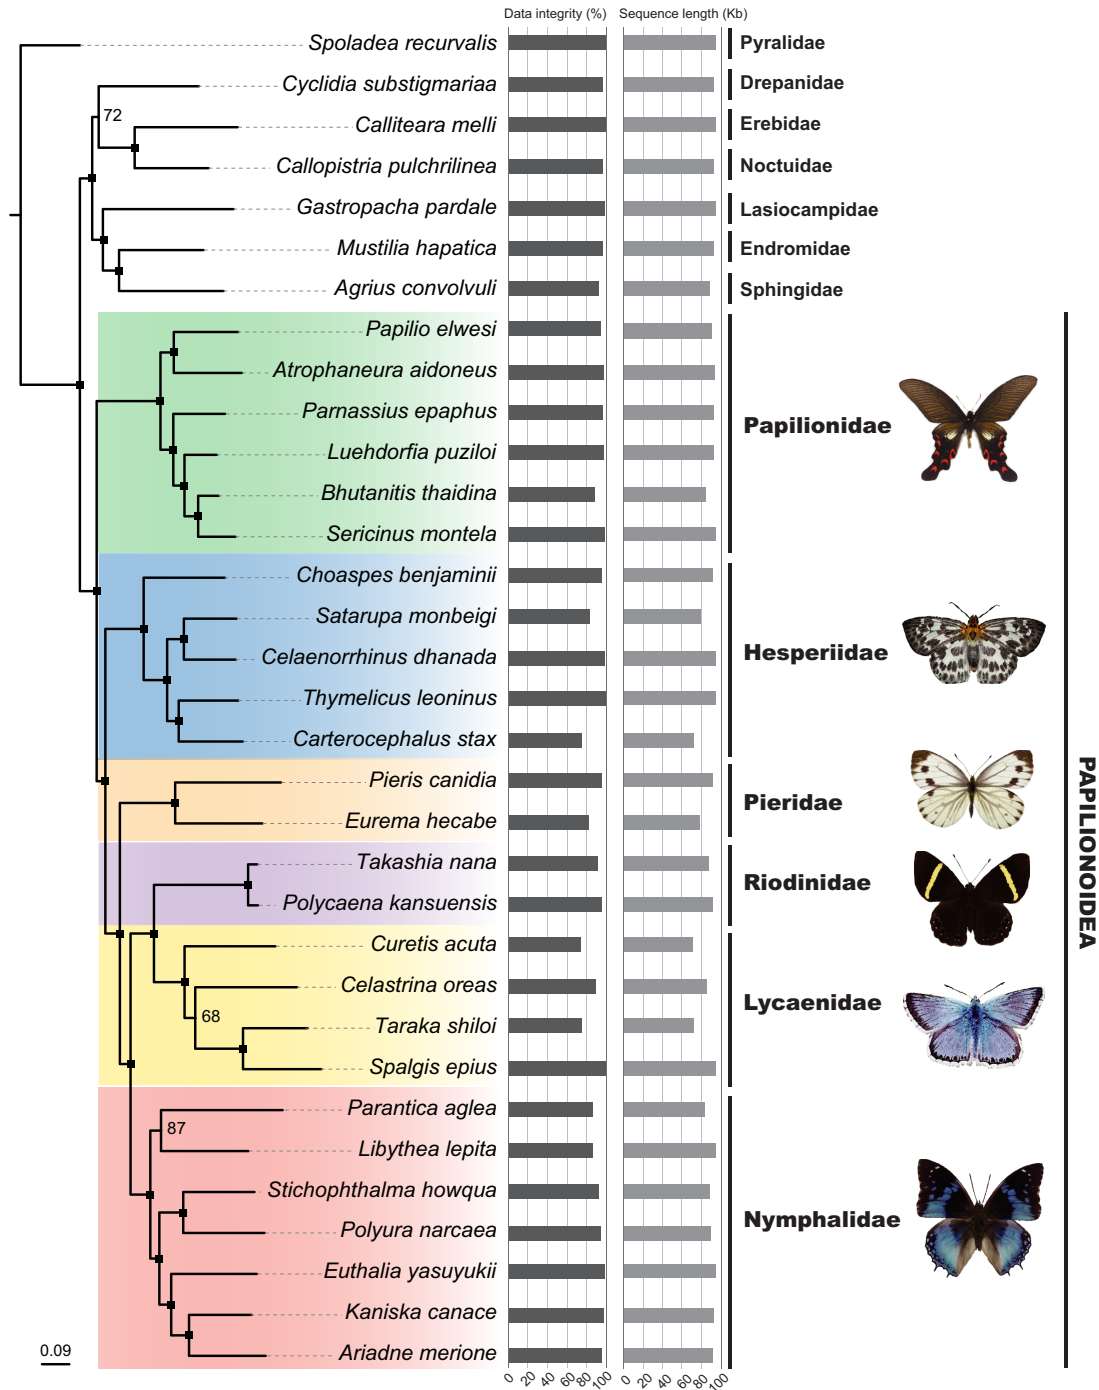 Data integrity (%) Sequence length (Kb)
Spoladea recurvalis Pyralidae
Cyclidia substigmariaa Drepanidae
72
Calliteara melli Erebidae
Callopistria pulchrilinea Noctuidae
Gastropacha pardale Lasiocampidae
Mustilia hapatica Endromidae
Agrius convolvuli Sphingidae
Papilio elwesi
Atrophaneura aidoneus
Parnassius epaphus
Papilionidae
Luehdorfia puziloi
Bhutanitis thaidina
Sericinus montela
Choaspes benjaminii
Satarupa monbeigi
Hesperiidae
Celaenorrhinus dhanada
Thymelicus leoninus
Carterocephalus stax
Pieris canidia
Pieridae
Eurema hecabe
PAPILIONOIDEA
Takashia nana
Riodinidae
Polycaena kansuensis
Curetis acuta
Celastrina oreas
Lycaenidae
68
Taraka shiloi
Spalgis epius
Parantica aglea
87
Libythea lepita
Stichophthalma howqua
Nymphalidae
Polyura narcaea
Euthalia yasuyukii
Kaniska canace
0.09
Ariadne merione
0 20 40 60 80 100 0 20 40 60 80 100